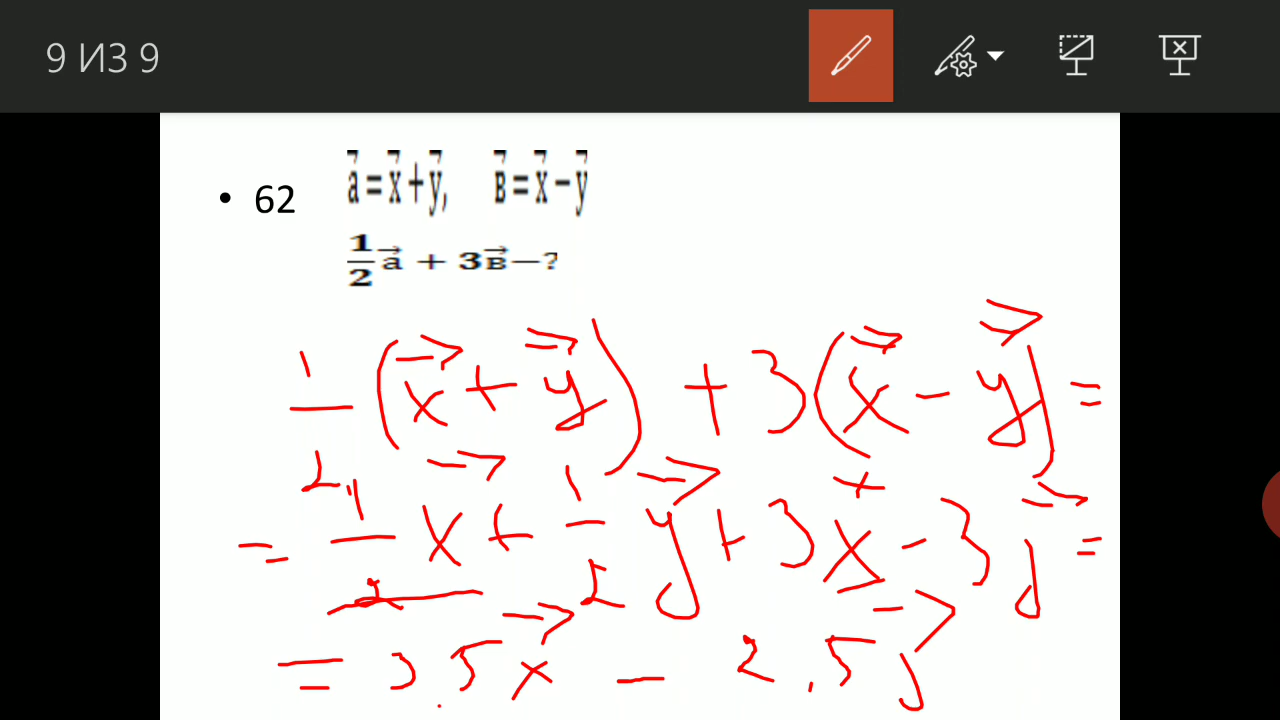 9 ИЗ 9
• 62 a⃗ = x⃗ + y⃗, в⃗ = x⃗ − y⃗
1/2 a⃗ + 3в⃗ − ?
1/2 (x⃗ + y⃗) + 3(x⃗ − y⃗) =
= 1/2 x⃗ + 1/2 y⃗ + 3x⃗ − 3y⃗ =
= 3.5x⃗ − 2.5y⃗